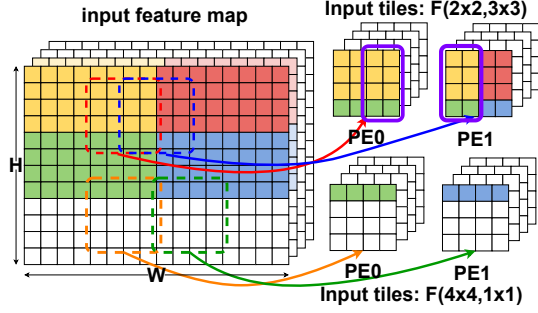 input feature map
Input tiles: F(2x2,3x3)
PE0
PE1
H
W
PE0
PE1
Input tiles: F(4x4,1x1)